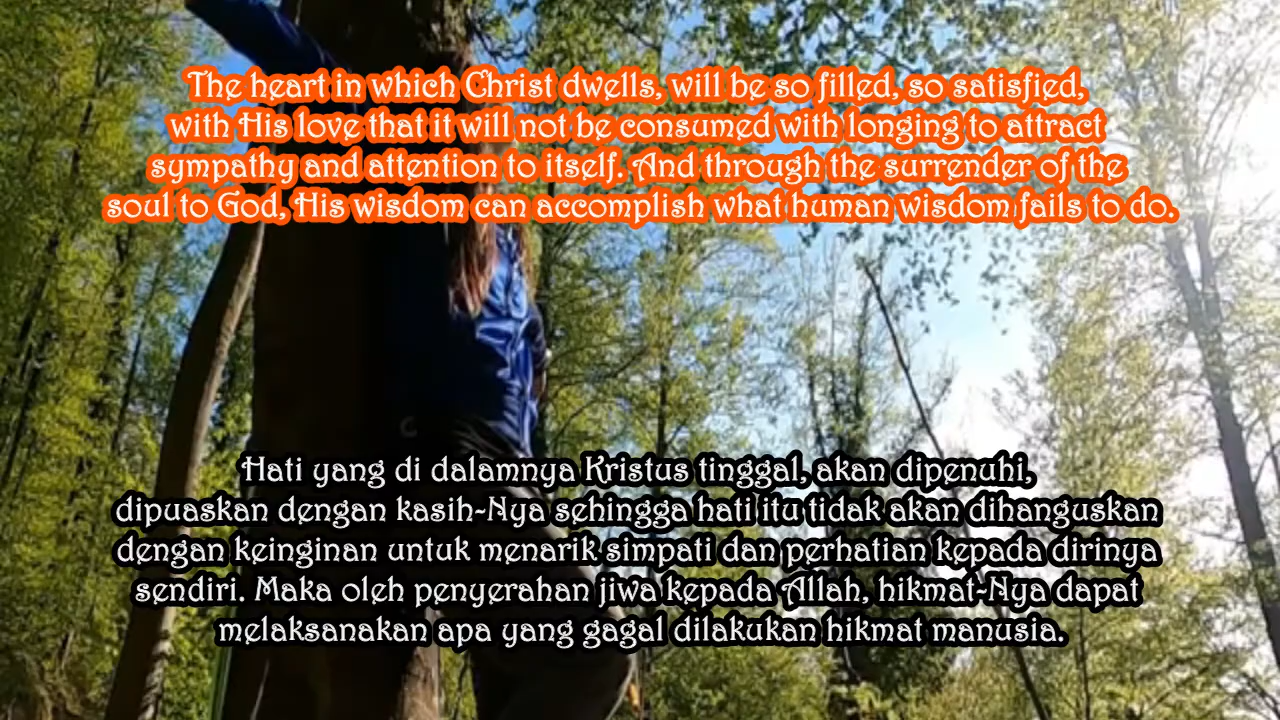 The heart in which Christ dwells, will be so filled, so satisfied,
with His love that it will not be consumed with longing to attract
sympathy and attention to itself. And through the surrender of the
soul to God, His wisdom can accomplish what human wisdom fails to do.
Hati yang di dalamnya Kristus tinggal, akan dipenuhi,
dipuaskan dengan kasih-Nya sehingga hati itu tidak akan dihanguskan
dengan keinginan untuk menarik simpati dan perhatian kepada dirinya
sendiri. Maka oleh penyerahan jiwa kepada Allah, hikmat-Nya dapat
melaksanakan apa yang gagal dilakukan hikmat manusia.